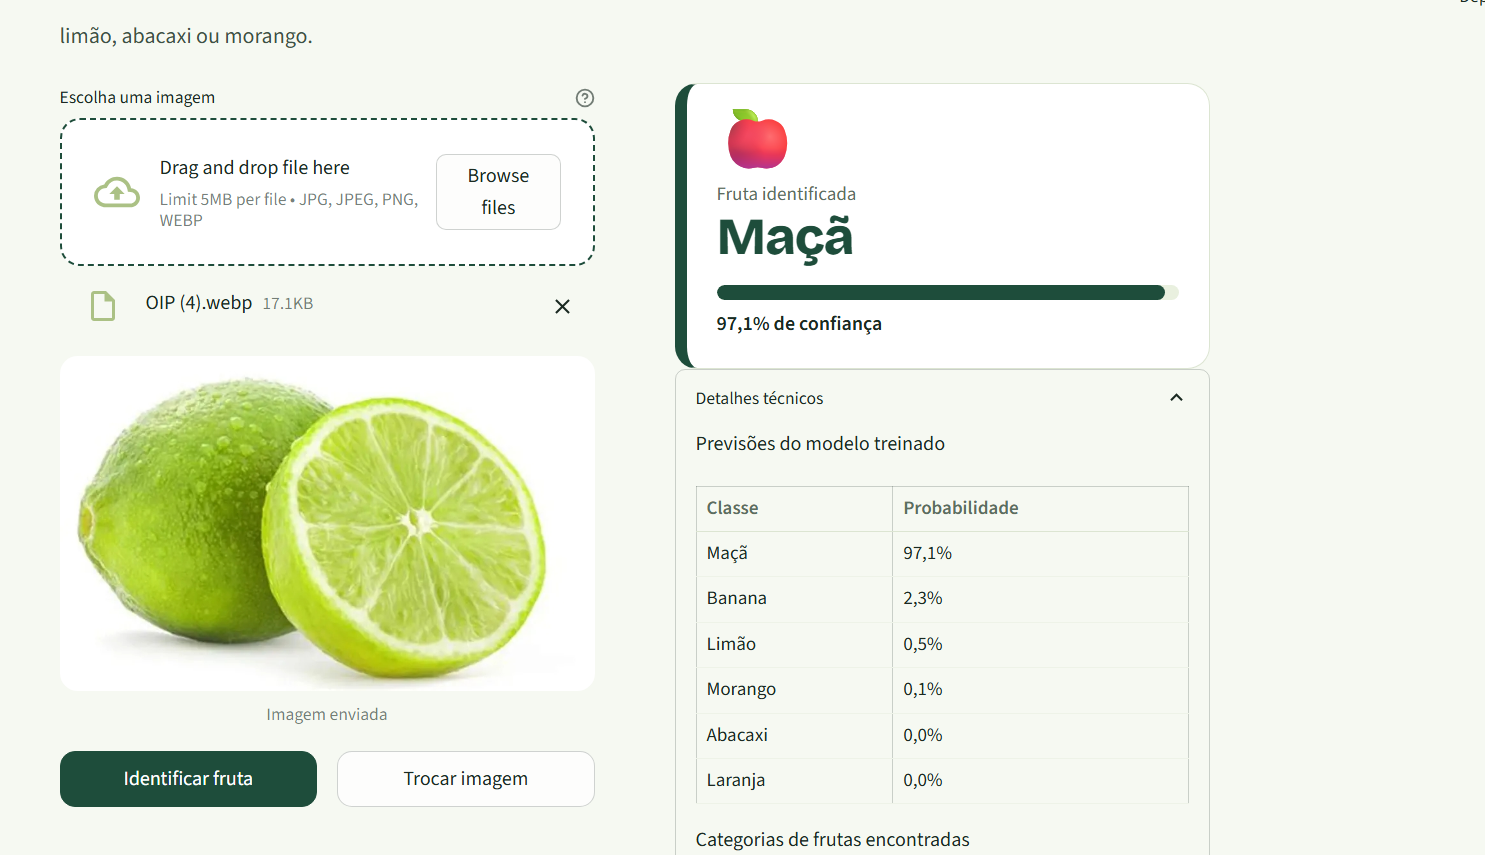 limão, abacaxi ou morango.
Escolha uma imagem
Drag and drop file here
Limit 5MB per file • JPG, JPEG, PNG,
WEBP
Browse
files
OIP (4).webp 17.1KB
Imagem enviada
Identificar fruta
Trocar imagem
Fruta identificada
Maçã
97,1% de confiança
Detalhes técnicos
Previsões do modelo treinado
Classe Probabilidade
Maçã 97,1%
Banana 2,3%
Limão 0,5%
Morango 0,1%
Abacaxi 0,0%
Laranja 0,0%
Categorias de frutas encontradas